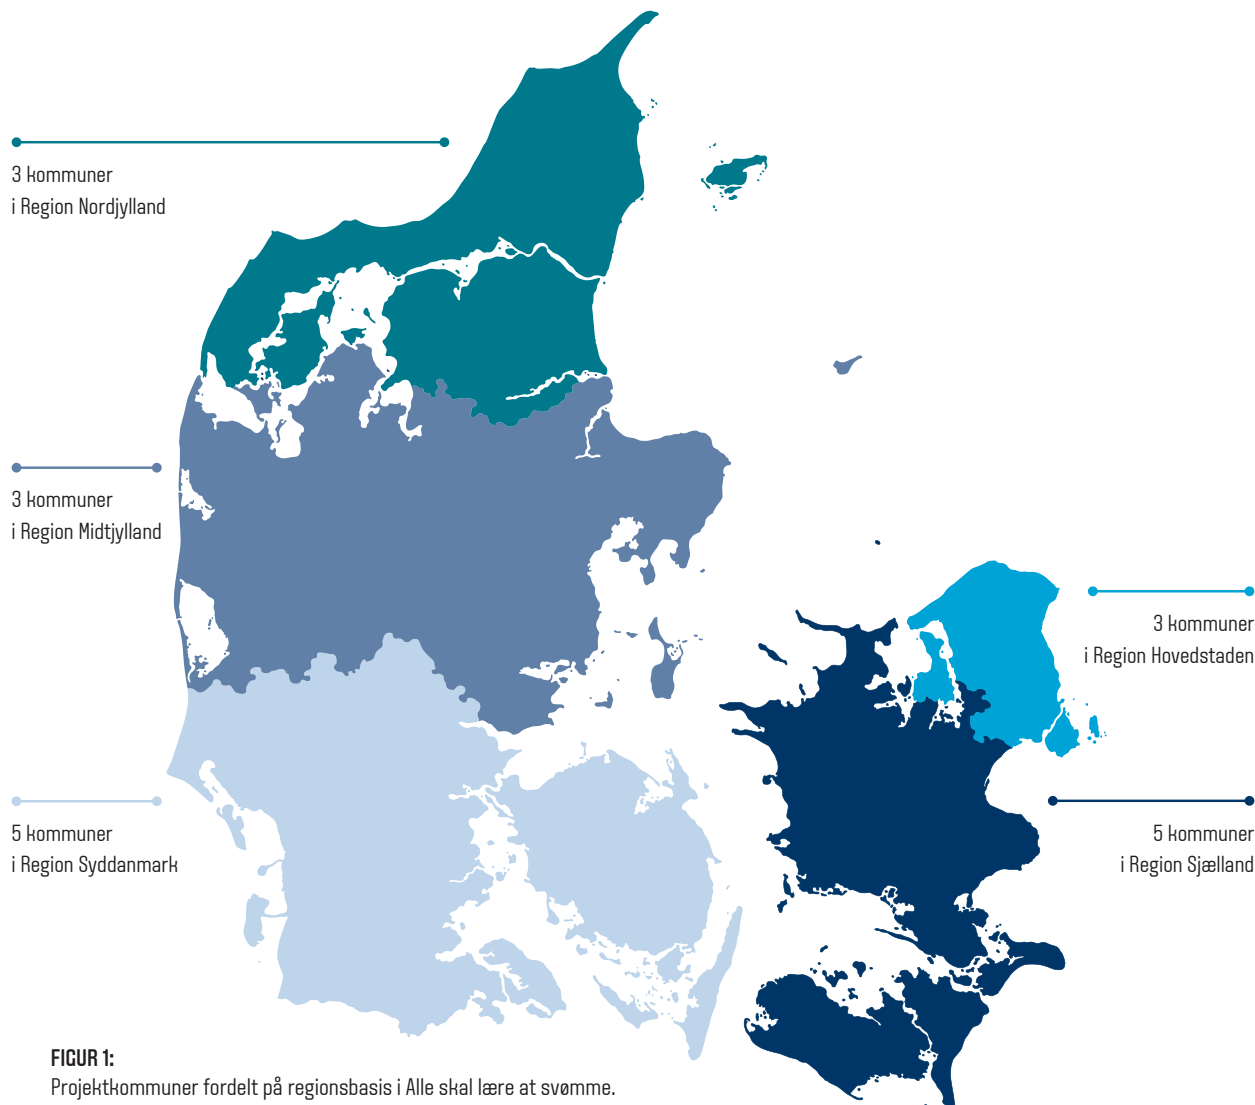 3 kommuner
i Region Nordjylland
3 kommuner
i Region Midtjylland
3 kommuner
i Region Hovedstaden
5 kommuner
i Region Syddanmark
5 kommuner
i Region Sjælland
FIGUR 1:
Projektkommuner fordelt på regionsbasis i Alle skal lære at svømme.